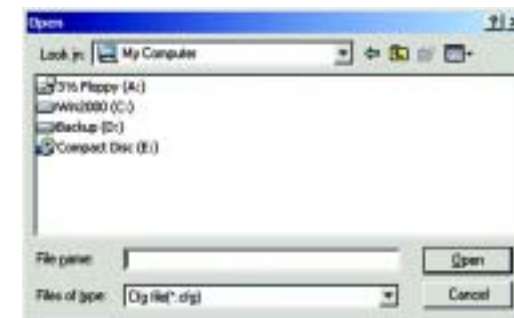 Open
Look in: My Computer
3½ Floppy (A:)
Win2000 (C:)
Backup (D:)
Compact Disc (E:)
File name:
Open
Files of type: Cfg file(*.cfg)
Cancel